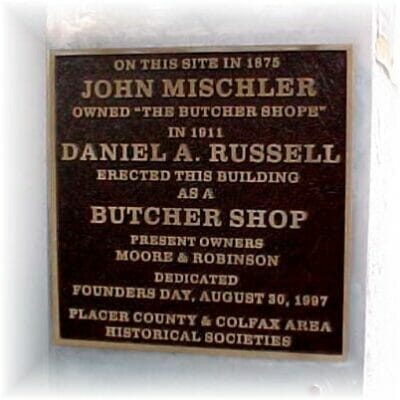 ON THIS SITE IN 1875
JOHN MISCHLER
OWNED "THE BUTCHER SHOPE"
IN 1911
DANIEL A. RUSSELL
ERECTED THIS BUILDING
AS A
BUTCHER SHOP
PRESENT OWNERS
MOORE & ROBINSON
DEDICATED
FOUNDERS DAY, AUGUST 30, 1997
PLACER COUNTY & COLFAX AREA
HISTORICAL SOCIETIES